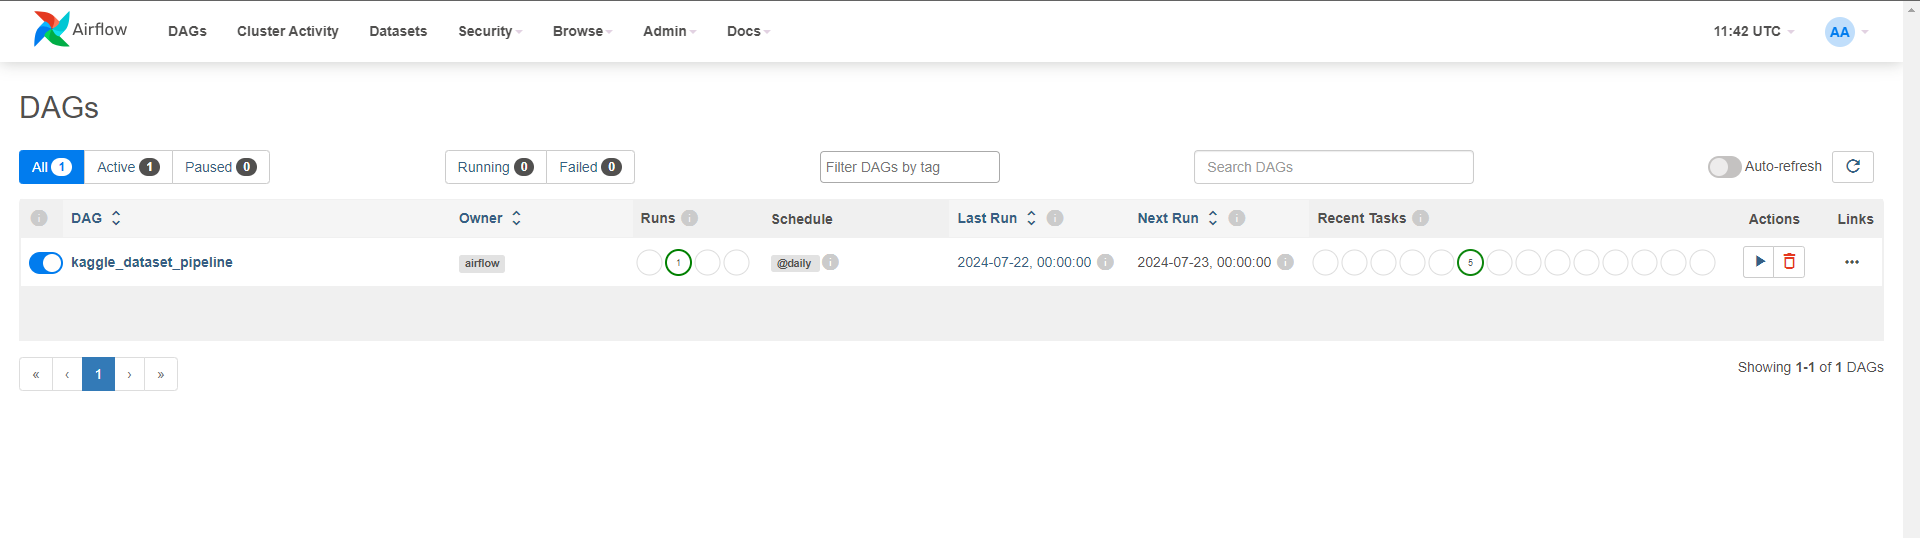 Airflow DAGs Cluster Activity Datasets Security Browse Admin Docs 11:42 UTC AA
DAGs
All 1 Active 1 Paused 0 Running 0 Failed 0 Filter DAGs by tag Search DAGs Auto-refresh
i DAG Owner Runs i Schedule Last Run i Next Run i Recent Tasks i Actions Links
kaggle_dataset_pipeline airflow 1 @daily i 2024-07-22, 00:00:00 i 2024-07-23, 00:00:00 i 5 ...
« ‹ 1 › » Showing 1-1 of 1 DAGs